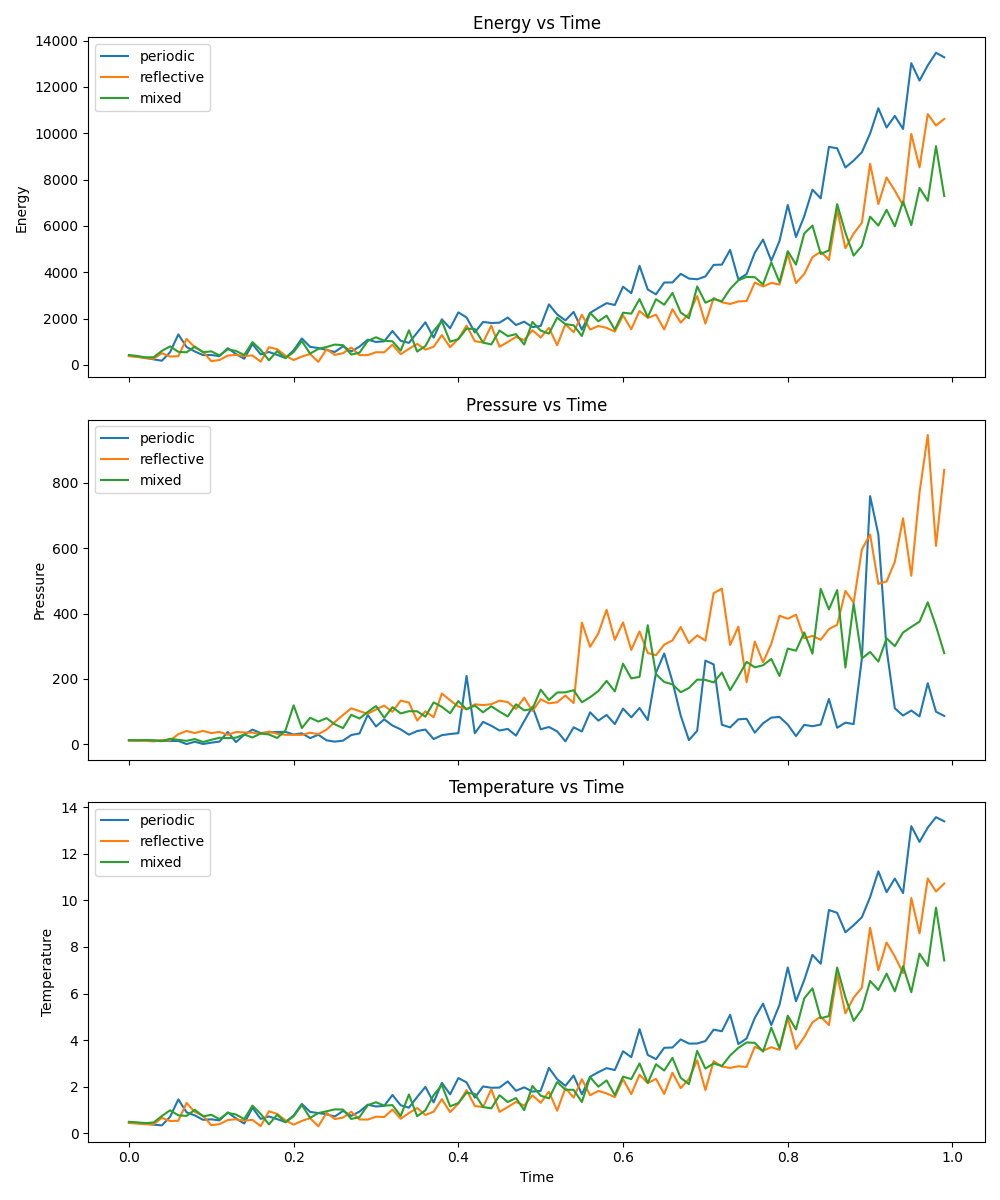 Energy vs Time
14000
12000
10000
8000
6000
4000
2000
0
Energy
periodic
reflective
mixed
Pressure vs Time
800
600
400
200
0
Pressure
periodic
reflective
mixed
Temperature vs Time
14
12
10
8
6
4
2
0
Temperature
periodic
reflective
mixed
0.0 0.2 0.4 0.6 0.8 1.0
Time